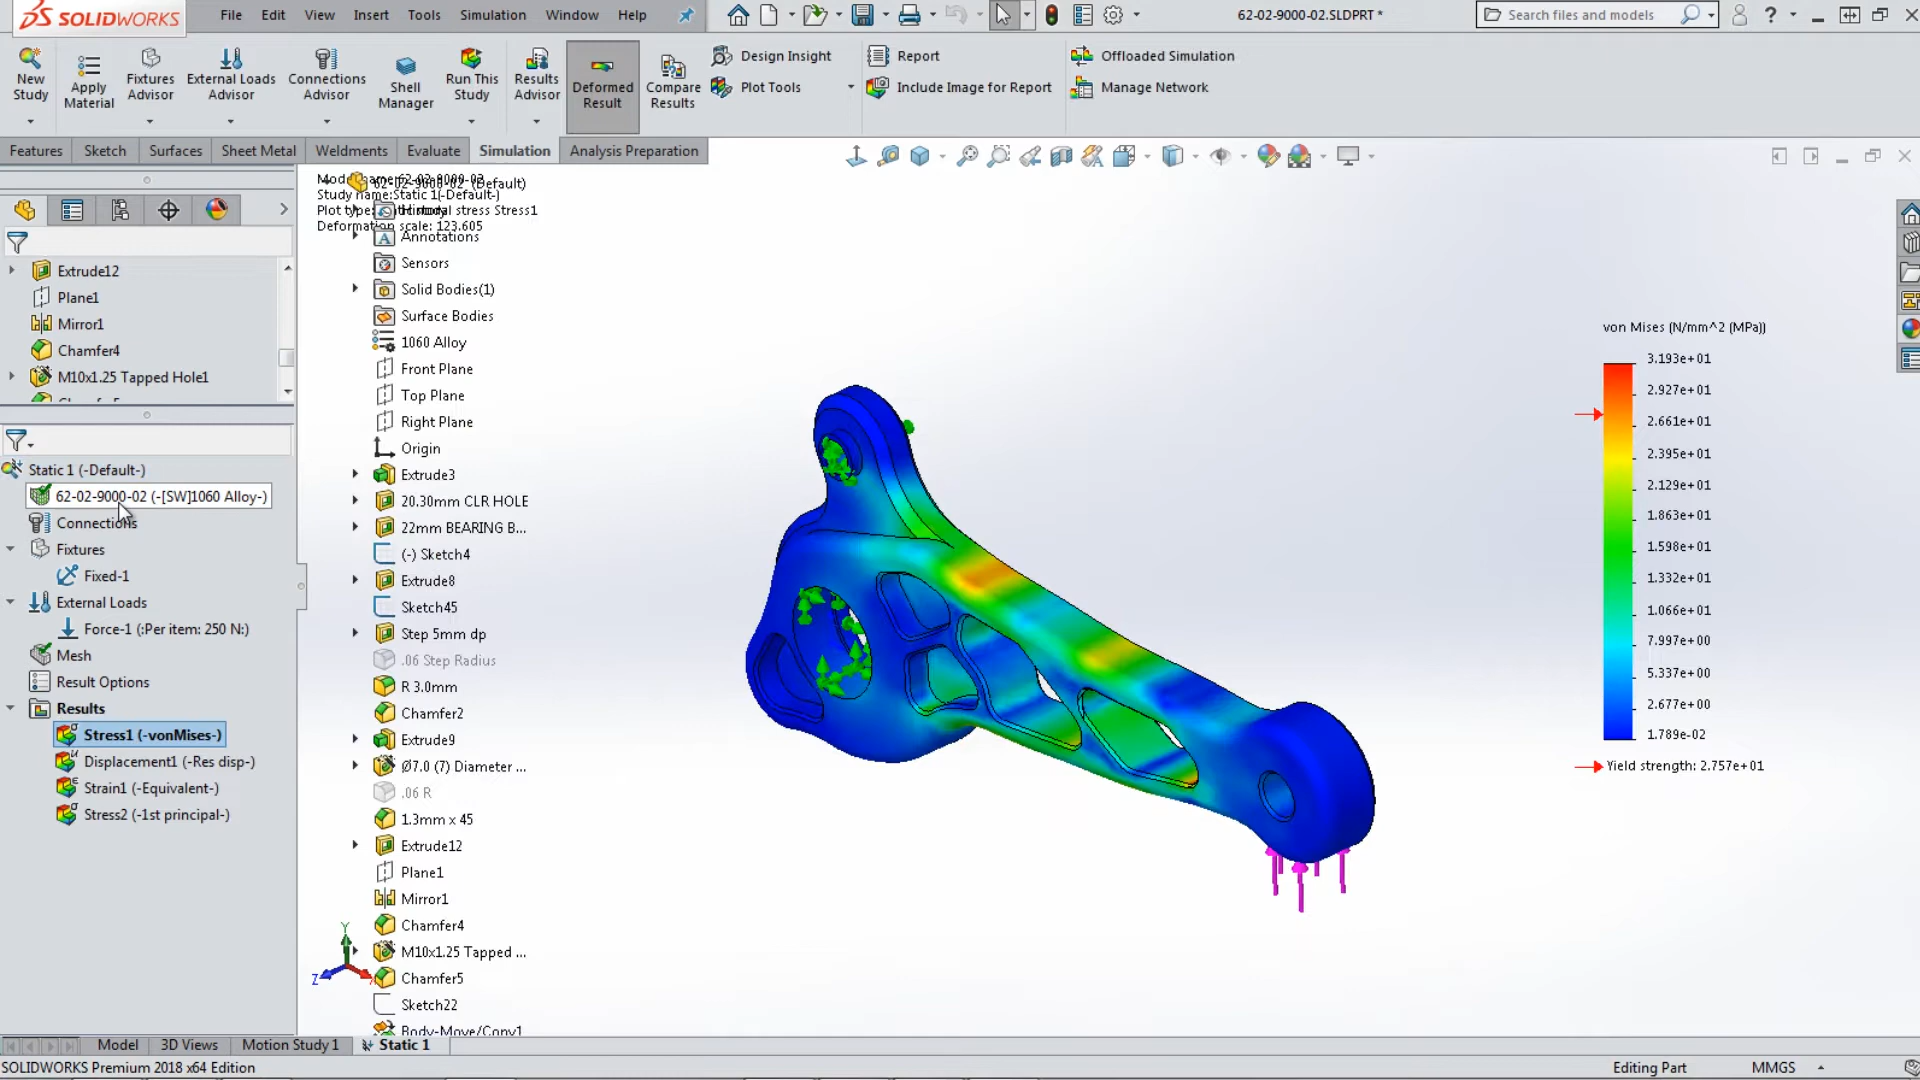 SOLIDWORKS
File Edit View Insert Tools Simulation Window Help
62-02-9000-02.SLDPRT *
Search files and models
New Study
Apply Material
Fixtures Advisor
External Loads Advisor
Connections Advisor
Shell Manager
Run This Study
Results Advisor
Deformed Result
Compare Results
Design Insight
Plot Tools
Report
Include Image for Report
Offloaded Simulation
Manage Network
Features Sketch Surfaces Sheet Metal Weldments Evaluate Simulation Analysis Preparation
Extrude12
Plane1
Mirror1
Chamfer4
M10x1.25 Tapped Hole1
Static 1 (-Default-)
62-02-9000-02 (-[SW]1060 Alloy-)
Connections
Fixtures
Fixed-1
External Loads
Force-1 (:Per item: 250 N:)
Mesh
Result Options
Results
Stress1 (-vonMises-)
Displacement1 (-Res disp-)
Strain1 (-Equivalent-)
Stress2 (-1st principal-)
62-02-9000-02 (Default)
Study name:Static 1(-Default-)
stress Stress1
Deformation scale: 123.605
History
Annotations
Sensors
Solid Bodies(1)
Surface Bodies
1060 Alloy
Front Plane
Top Plane
Right Plane
Origin
Extrude3
20.30mm CLR HOLE
22mm BEARING B...
(-) Sketch4
Extrude8
Sketch45
Step 5mm dp
.06 Step Radius
R 3.0mm
Chamfer2
Extrude9
Ø7.0 (7) Diameter ...
.06 R
1.3mm x 45
Extrude12
Plane1
Mirror1
Chamfer4
M10x1.25 Tapped ...
Chamfer5
Sketch22
Body-Move/Copy1
Y
Z
von Mises (N/mm^2 (MPa))
3.193e+01
2.927e+01
2.661e+01
2.395e+01
2.129e+01
1.863e+01
1.598e+01
1.332e+01
1.066e+01
7.997e+00
5.337e+00
2.677e+00
1.789e-02
Yield strength: 2.757e+01
Model 3D Views Motion Study 1 Static 1
SOLIDWORKS Premium 2018 x64 Edition
Editing Part
MMGS